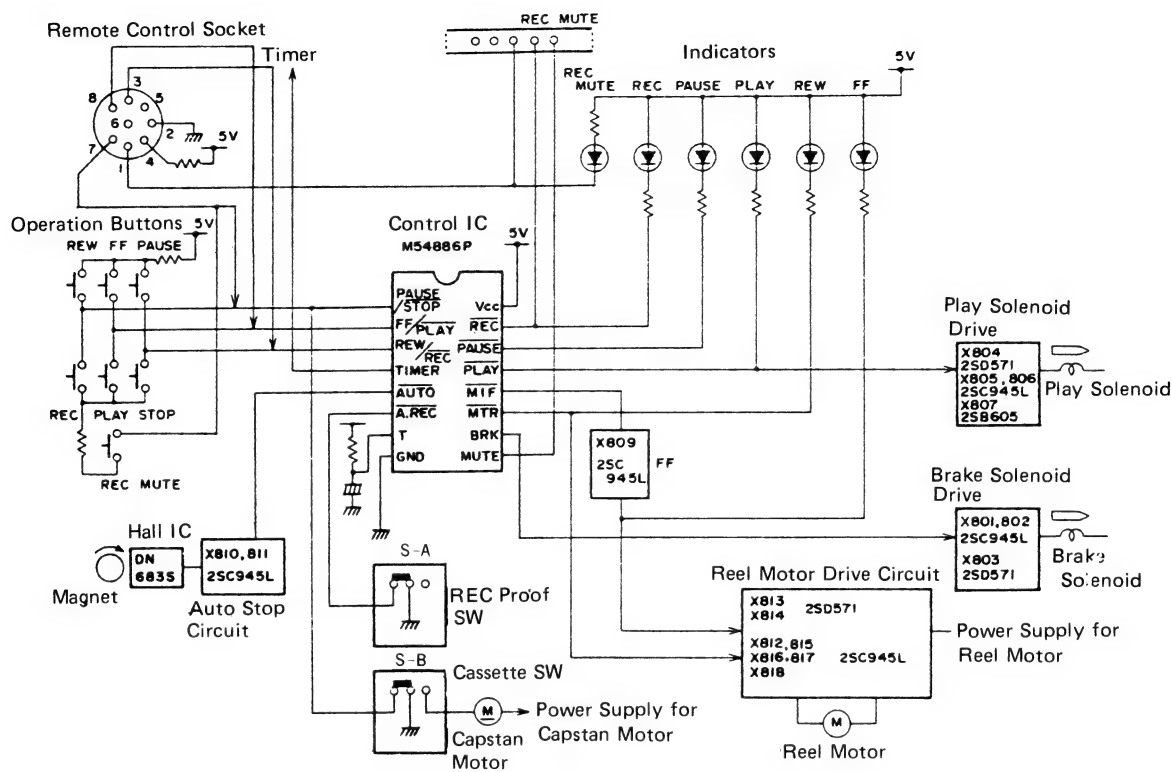 REC MUTE
Remote Control Socket
Timer
Indicators
5V
REC
MUTE
REC
PAUSE
PLAY
REW
FF
3
8
5
6
2
7
4
1
5V
Operation Buttons
5V
REW FF PAUSE
Control IC
M54886P
5V
PAUSE
/STOP
FF/PLAY
REW/REC
TIMER
AUTO
A.REC
T
GND
Vcc
REC
PAUSE
PLAY
MIF
MTR
BRK
MUTE
REC PLAY STOP
REC MUTE
Play Solenoid
Drive
X804
2SD571
X805, 806
2SC945L
X807
2SB605
Play Solenoid
X809
2SC
945L
FF
Brake Solenoid
Drive
X801,802
2SC945L
X803
2SD571
Brake
Solenoid
Hall IC
DN
6835
Magnet
X810,811
2SC945L
Auto Stop
Circuit
S-A
REC Proof
SW
S-B
Cassette SW
M
Capstan
Motor
Power Supply for
Capstan Motor
Reel Motor Drive Circuit
X813
X814
2SD571
X812,815
X816,817
X818
2SC945L
Power Supply for
Reel Motor
M
Reel Motor